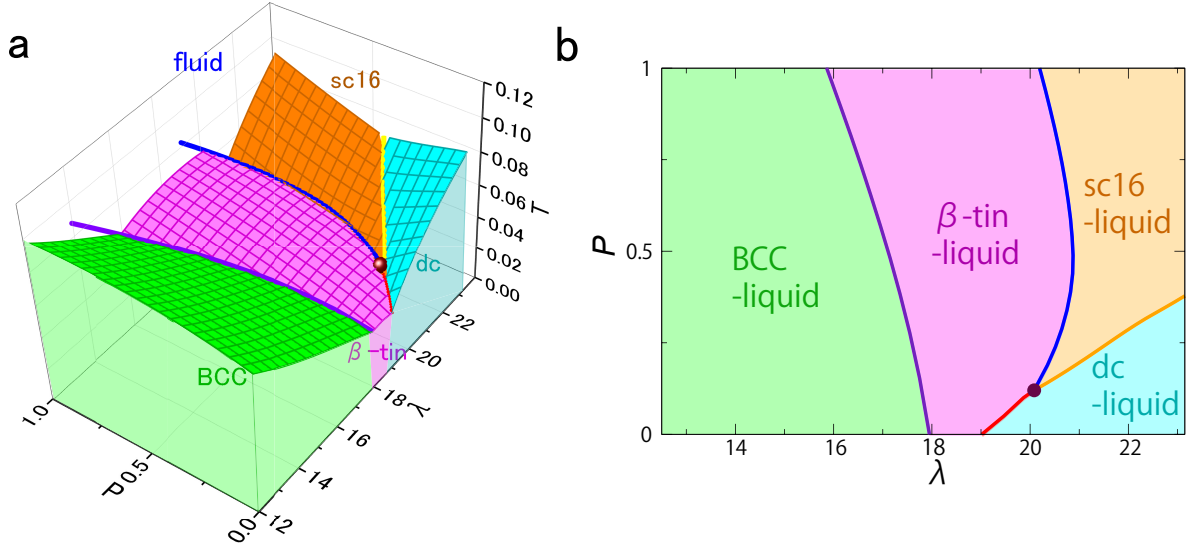 a
fluid
sc16
BCC
β-tin
dc
0.12
0.10
0.08
0.06
0.04
0.02
0.00
T
22
20
18
16
14
12
λ
1.0
0.5
0.0
P
b
1
0.5
0
P
BCC
-liquid
β-tin
-liquid
sc16
-liquid
dc
-liquid
14
16
18
20
22
λ